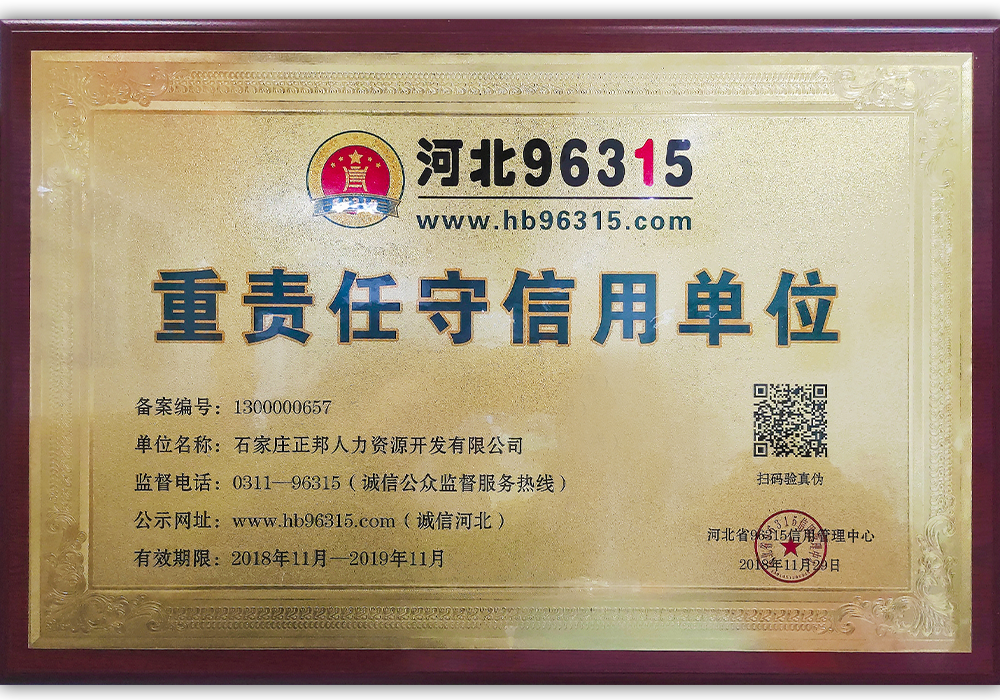 河北96315
www.hb96315.com
重责任守信用单位
备案编号：1300000657
单位名称：石家庄正邦人力资源开发有限公司
监督电话：0311—96315（诚信公众监督服务热线）
公示网址：www.hb96315.com（诚信河北）
有效期限：2018年11月—2019年11月
扫码验真伪
河北省96315信用管理中心
2018年11月29日